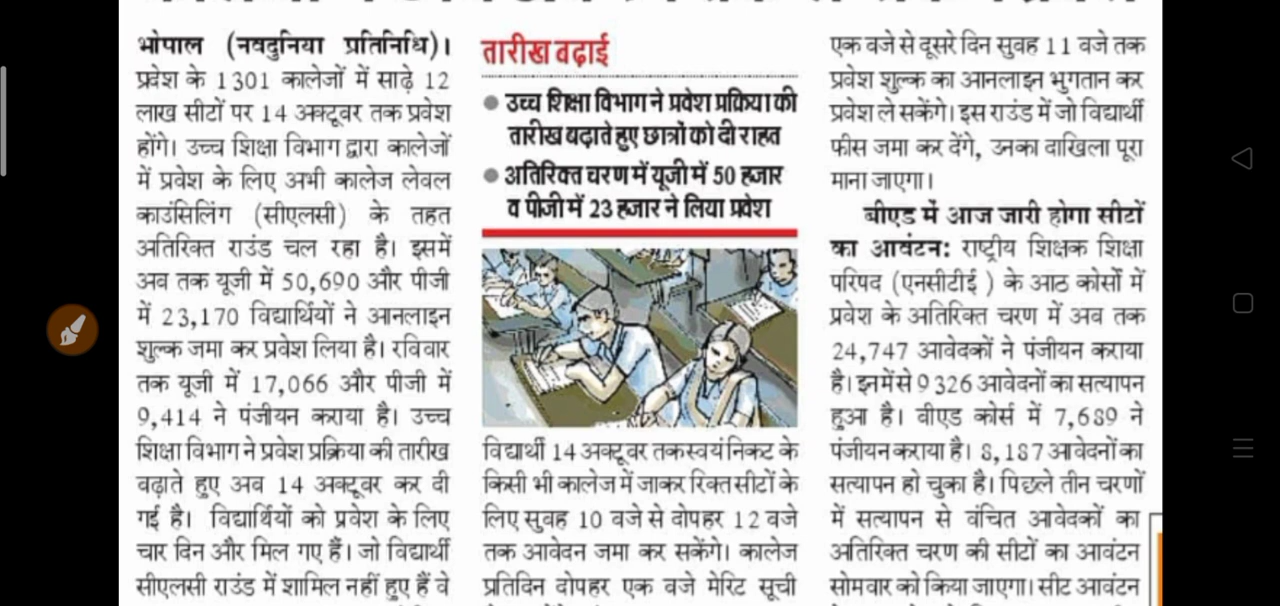 भोपाल (नवदुनिया प्रतिनिधि)।
प्रदेश के 1301 कालेजों में साढ़े 12
लाख सीटों पर 14 अक्टूबर तक प्रवेश
होंगे। उच्च शिक्षा विभाग द्वारा कालेजों
में प्रवेश के लिए अभी कालेज लेवल
काउंसिलिंग (सीएलसी) के तहत
अतिरिक्त राउंड चल रहा है। इसमें
अब तक यूजी में 50,690 और पीजी
में 23,170 विद्यार्थियों ने आनलाइन
शुल्क जमा कर प्रवेश लिया है। रविवार
तक यूजी में 17,066 और पीजी में
9,414 ने पंजीयन कराया है। उच्च
शिक्षा विभाग ने प्रवेश प्रक्रिया की तारीख
बढ़ाते हुए अब 14 अक्टूबर कर दी
गई है। विद्यार्थियों को प्रवेश के लिए
चार दिन और मिल गए हैं। जो विद्यार्थी
सीएलसी राउंड में शामिल नहीं हुए हैं वे
तारीख बढ़ाई
उच्च शिक्षा विभाग ने प्रवेश प्रक्रिया की
तारीख बढ़ाते हुए छात्रों को दी राहत
अतिरिक्त चरण में यूजी में 50 हजार
व पीजी में 23 हजार ने लिया प्रवेश
विद्यार्थी 14 अक्टूबर तक स्वयं निकट के
किसी भी कालेज में जाकर रिक्त सीटों के
लिए सुबह 10 बजे से दोपहर 12 बजे
तक आवेदन जमा कर सकेंगे। कालेज
प्रतिदिन दोपहर एक बजे मेरिट सूची
एक बजे से दूसरे दिन सुबह 11 बजे तक
प्रवेश शुल्क का आनलाइन भुगतान कर
प्रवेश ले सकेंगे। इस राउंड में जो विद्यार्थी
फीस जमा कर देंगे, उनका दाखिला पूरा
माना जाएगा।
बीएड में आज जारी होगा सीटों
का आवंटन: राष्ट्रीय शिक्षक शिक्षा
परिषद (एनसीटीई ) के आठ कोर्सों में
प्रवेश के अतिरिक्त चरण में अब तक
24,747 आवेदकों ने पंजीयन कराया
है। इनमें से 9326 आवेदनों का सत्यापन
हुआ है। बीएड कोर्स में 7,689 ने
पंजीयन कराया है। 8,187 आवेदनों का
सत्यापन हो चुका है। पिछले तीन चरणों
में सत्यापन से वंचित आवेदकों का
अतिरिक्त चरण की सीटों का आवंटन
सोमवार को किया जाएगा। सीट आवंटन